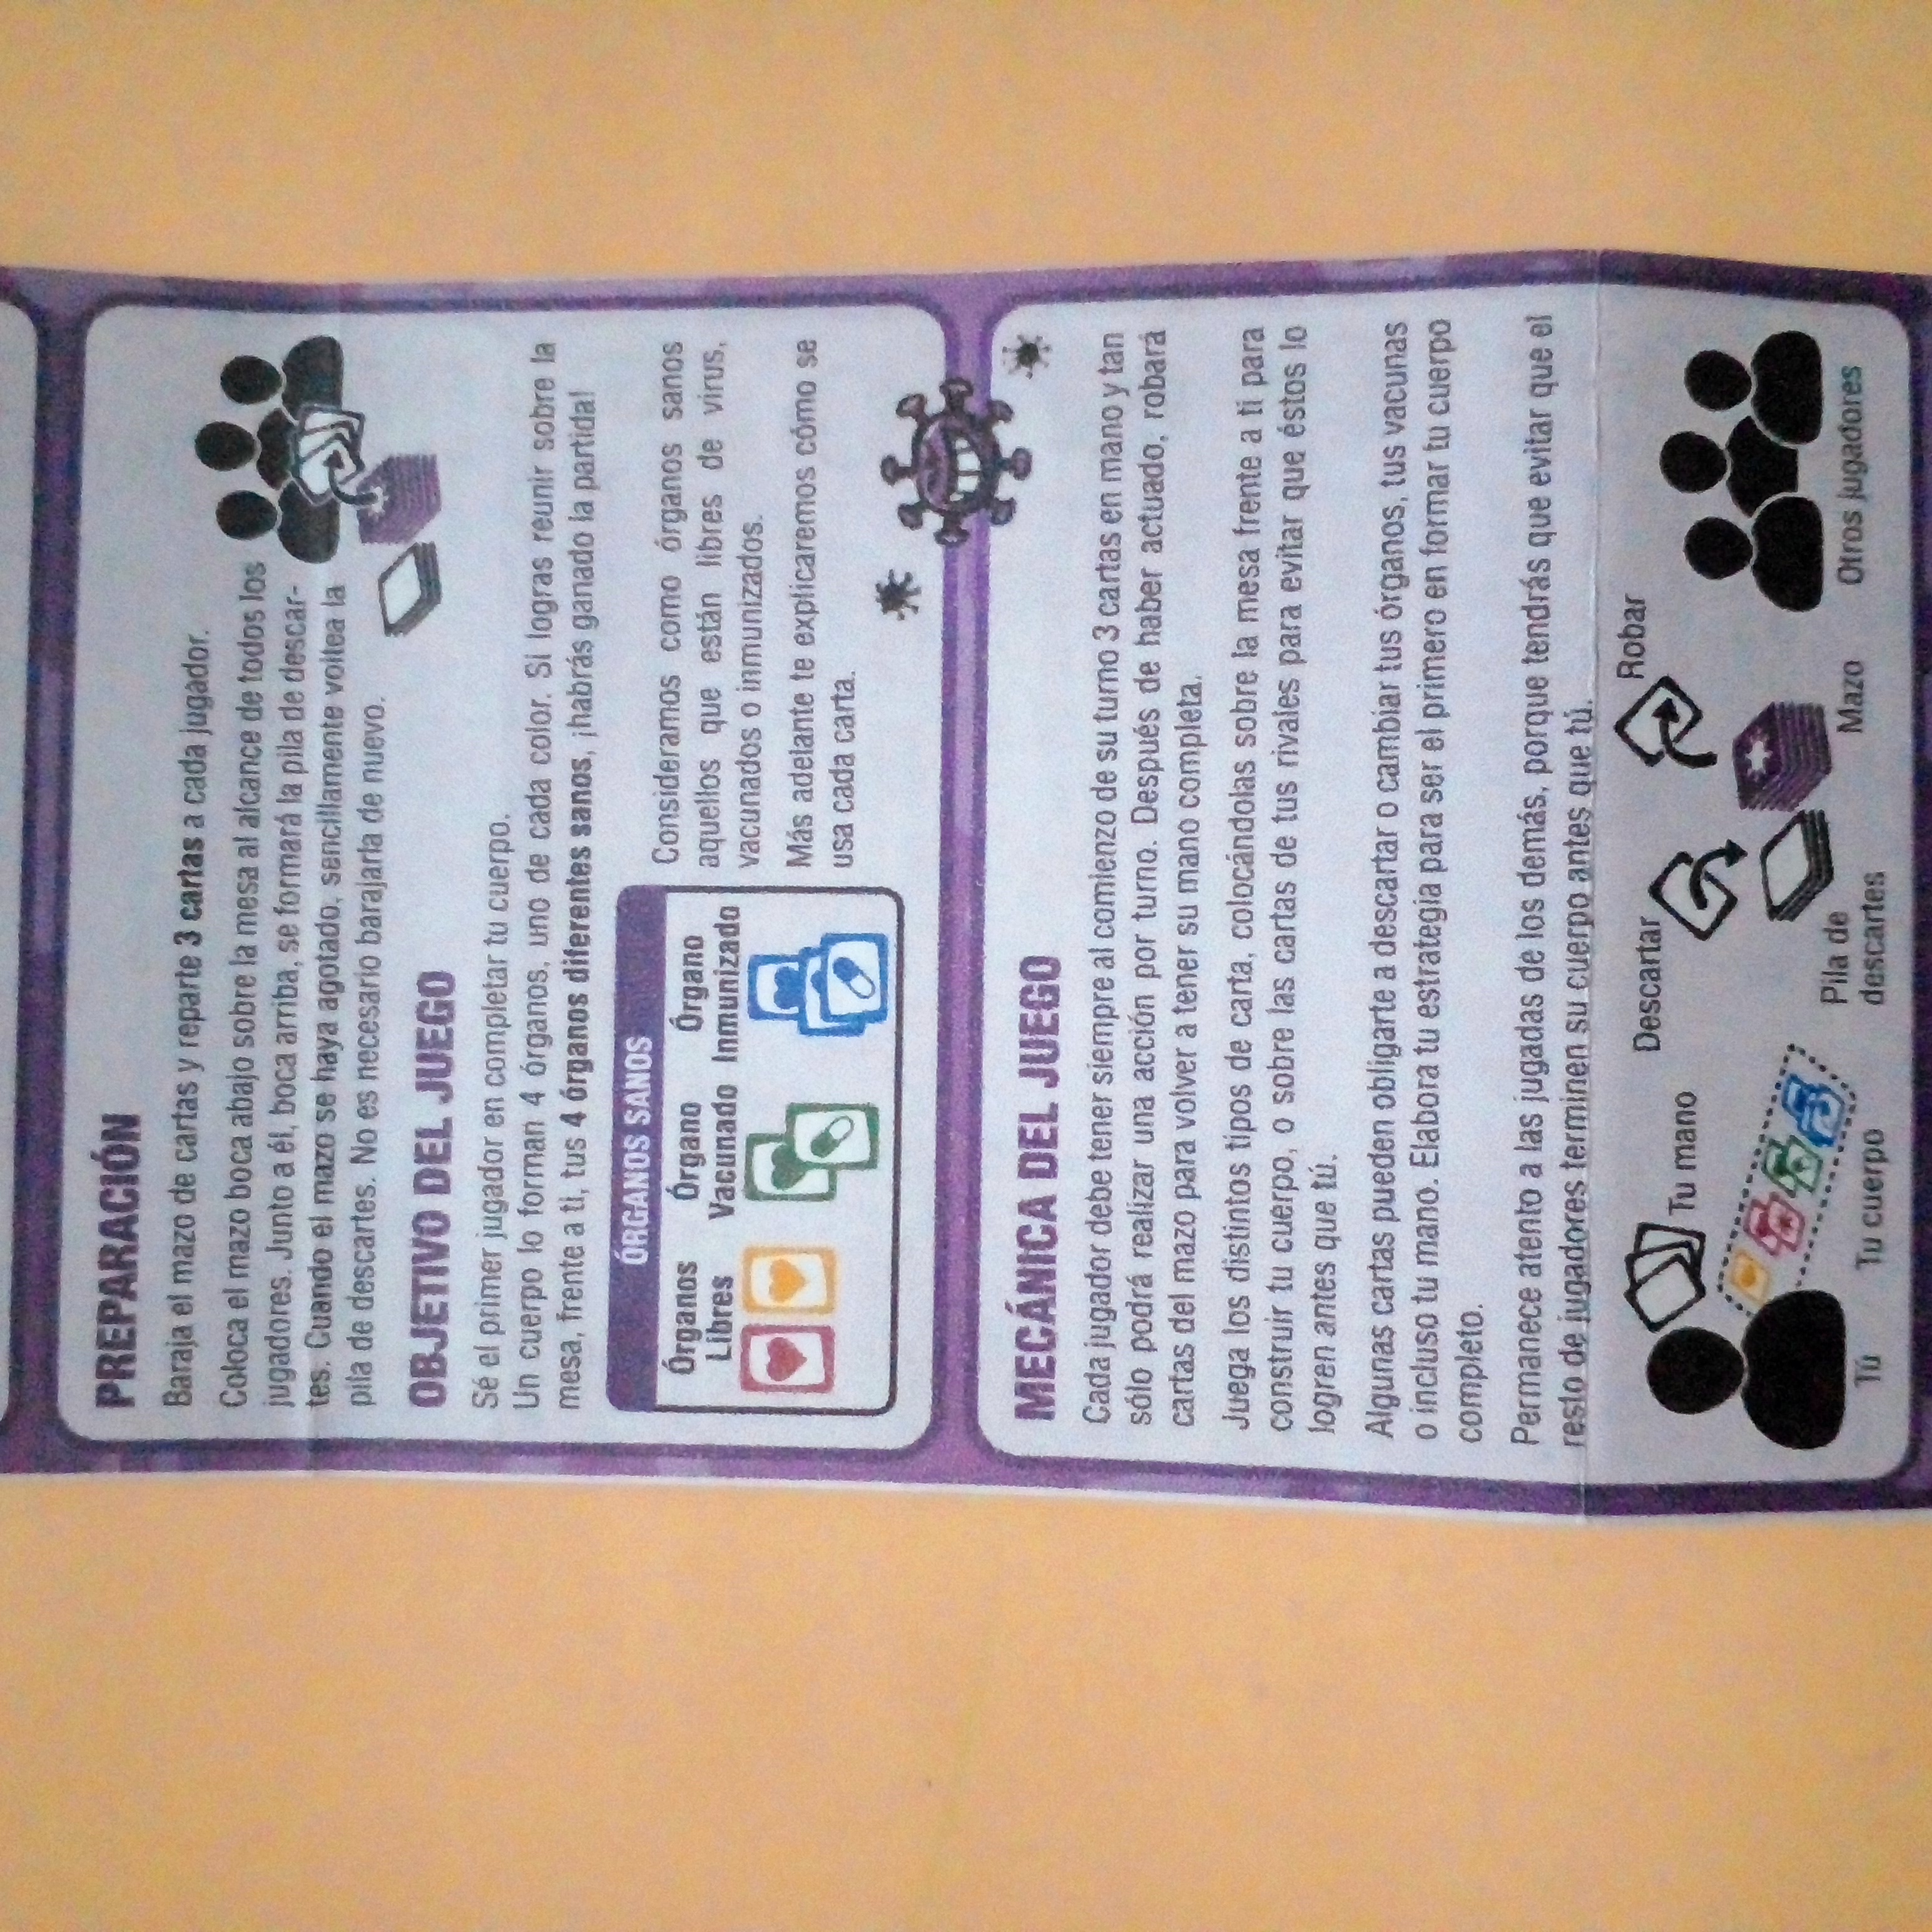 PREPARACIÓN
Baraja el mazo de cartas y reparte 3 cartas a cada jugador.
Coloca el mazo boca abajo sobre la mesa al alcance de todos los
jugadores. Junto a él, boca arriba, se formará la pila de descar-
tes. Cuando el mazo se haya agotado, sencillamente voltea la
pila de descartes. No es necesario barajarla de nuevo.
OBJETIVO DEL JUEGO
Sé el primer jugador en completar tu cuerpo.
Un cuerpo lo forman 4 órganos, uno de cada color. Si logras reunir sobre la
mesa, frente a ti, tus 4 órganos diferentes sanos, ¡habrás ganado la partida!
ÓRGANOS SANOS
Órganos Libres
Órgano Vacunado
Órgano Inmunizado
Consideramos como órganos sanos
aquellos que están libres de virus,
vacunados o inmunizados.
Más adelante te explicaremos cómo se
usa cada carta.
MECÁNICA DEL JUEGO
Cada jugador debe tener siempre al comienzo de su turno 3 cartas en mano y tan
sólo podrá realizar una acción por turno. Después de haber actuado, robará
cartas del mazo para volver a tener su mano completa.
Juega los distintos tipos de carta, colocándolas sobre la mesa frente a ti para
construir tu cuerpo, o sobre las cartas de tus rivales para evitar que éstos lo
logren antes que tú.
Algunas cartas pueden obligarte a descartar o cambiar tus órganos, tus vacunas
o incluso tu mano. Elabora tu estrategia para ser el primero en formar tu cuerpo
completo.
Permanece atento a las jugadas de los demás, porque tendrás que evitar que el
resto de jugadores terminen su cuerpo antes que tú.
Tu mano
Descartar
Robar
Tú
Tu cuerpo
Pila de
descartes
Mazo
Otros jugadores